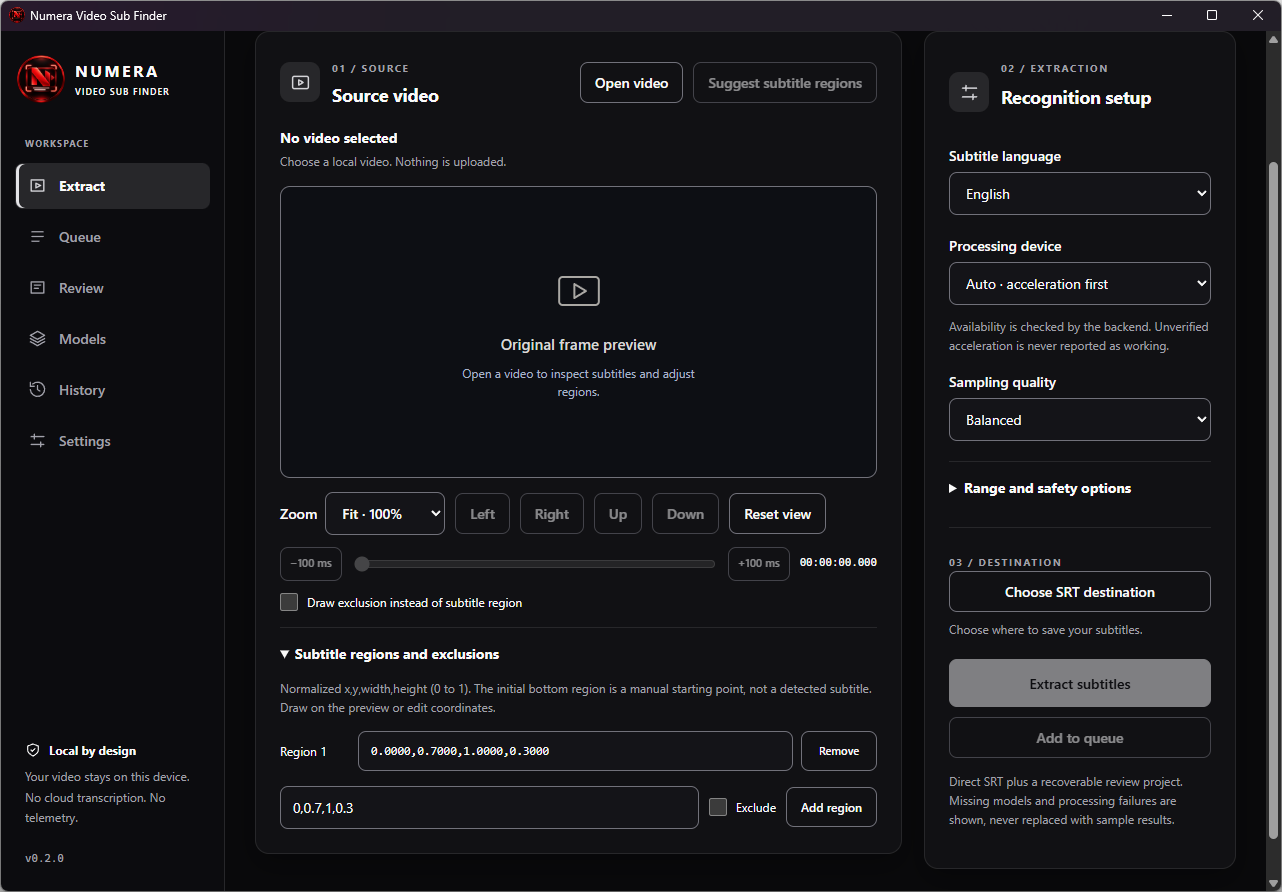 Numera Video Sub Finder
NUMERA
VIDEO SUB FINDER
WORKSPACE
Extract
Queue
Review
Models
History
Settings
Local by design
Your video stays on this device.
No cloud transcription. No
telemetry.
v0.2.0
01 / SOURCE
Source video
Open video
Suggest subtitle regions
No video selected
Choose a local video. Nothing is uploaded.
Original frame preview
Open a video to inspect subtitles and adjust
regions.
Zoom
Fit · 100%
Left
Right
Up
Down
Reset view
−100 ms
+100 ms
00:00:00.000
Draw exclusion instead of subtitle region
Subtitle regions and exclusions
Normalized x,y,width,height (0 to 1). The initial bottom region is a manual starting point, not a detected subtitle.
Draw on the preview or edit coordinates.
Region 1
0.0000,0.7000,1.0000,0.3000
Remove
0,0.7,1,0.3
Exclude
Add region
02 / EXTRACTION
Recognition setup
Subtitle language
English
Processing device
Auto · acceleration first
Availability is checked by the backend. Unverified
acceleration is never reported as working.
Sampling quality
Balanced
Range and safety options
03 / DESTINATION
Choose SRT destination
Choose where to save your subtitles.
Extract subtitles
Add to queue
Direct SRT plus a recoverable review project.
Missing models and processing failures are
shown, never replaced with sample results.